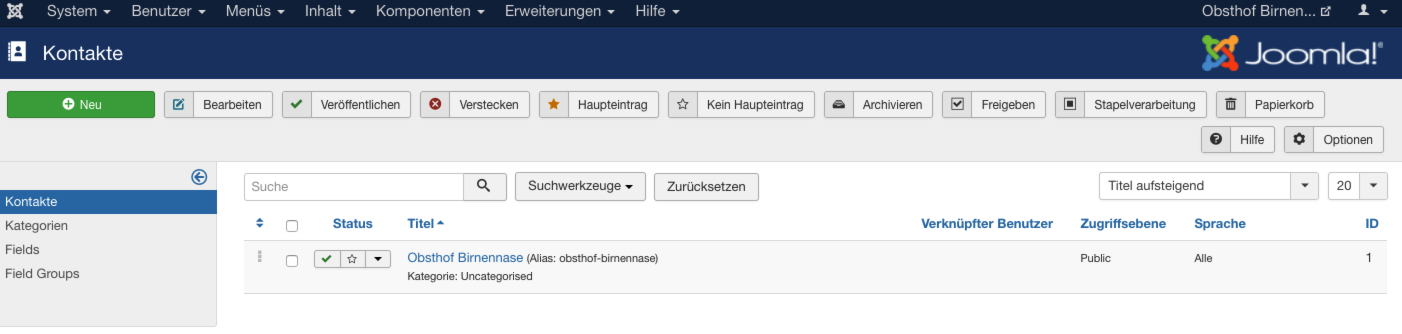 System Benutzer Menüs Inhalt Komponenten Erweiterungen Hilfe Obsthof Birnen...
Kontakte Joomla!®
Neu Bearbeiten Veröffentlichen Verstecken Haupteintrag Kein Haupteintrag Archivieren Freigeben Stapelverarbeitung Papierkorb
Hilfe Optionen
Suche Suchwerkzeuge Zurücksetzen Titel aufsteigend 20
Kontakte
Kategorien
Fields
Field Groups
Status Titel Verknüpfter Benutzer Zugriffsebene Sprache ID
Obsthof Birnennase (Alias: obsthof-birnennase) Public Alle 1
Kategorie: Uncategorised